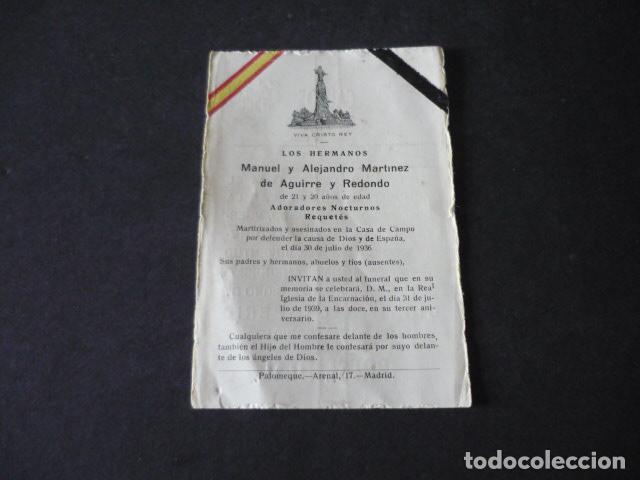 VIVA CRISTO REY
LOS HERMANOS
Manuel y Alejandro Martínez
de Aguirre y Redondo
de 21 y 20 años de edad
Adoradores Nocturnos
Requetés
Martirizados y asesinados en la Casa de Campo
por defender la causa de Dios y de España,
el día 30 de julio de 1936
Sus padres y hermanos, abuelos y tíos (ausentes),
INVITAN a usted al funeral que en su
memoria se celebrará, D. M., en la Real
Iglesia de la Encarnación, el día 31 de ju-
lio de 1939, a las doce, en su tercer ani-
versario.
Cualquiera que me confesare delante de los hombres,
también el Hijo del Hombre le confesará por suyo delan-
te de los ángeles de Dios.
Palomeque.—Arenal, 17.—Madrid.
todocoleccion